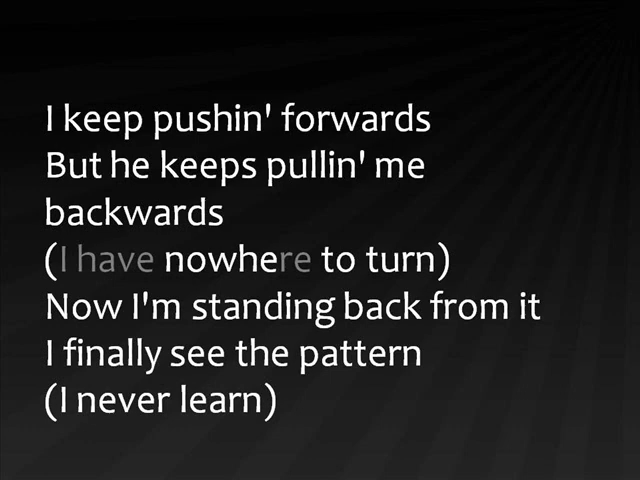 I keep pushin' forwards
But he keeps pullin' me
backwards
(I have nowhere to turn)
Now I'm standing back from it
I finally see the pattern
(I never learn)